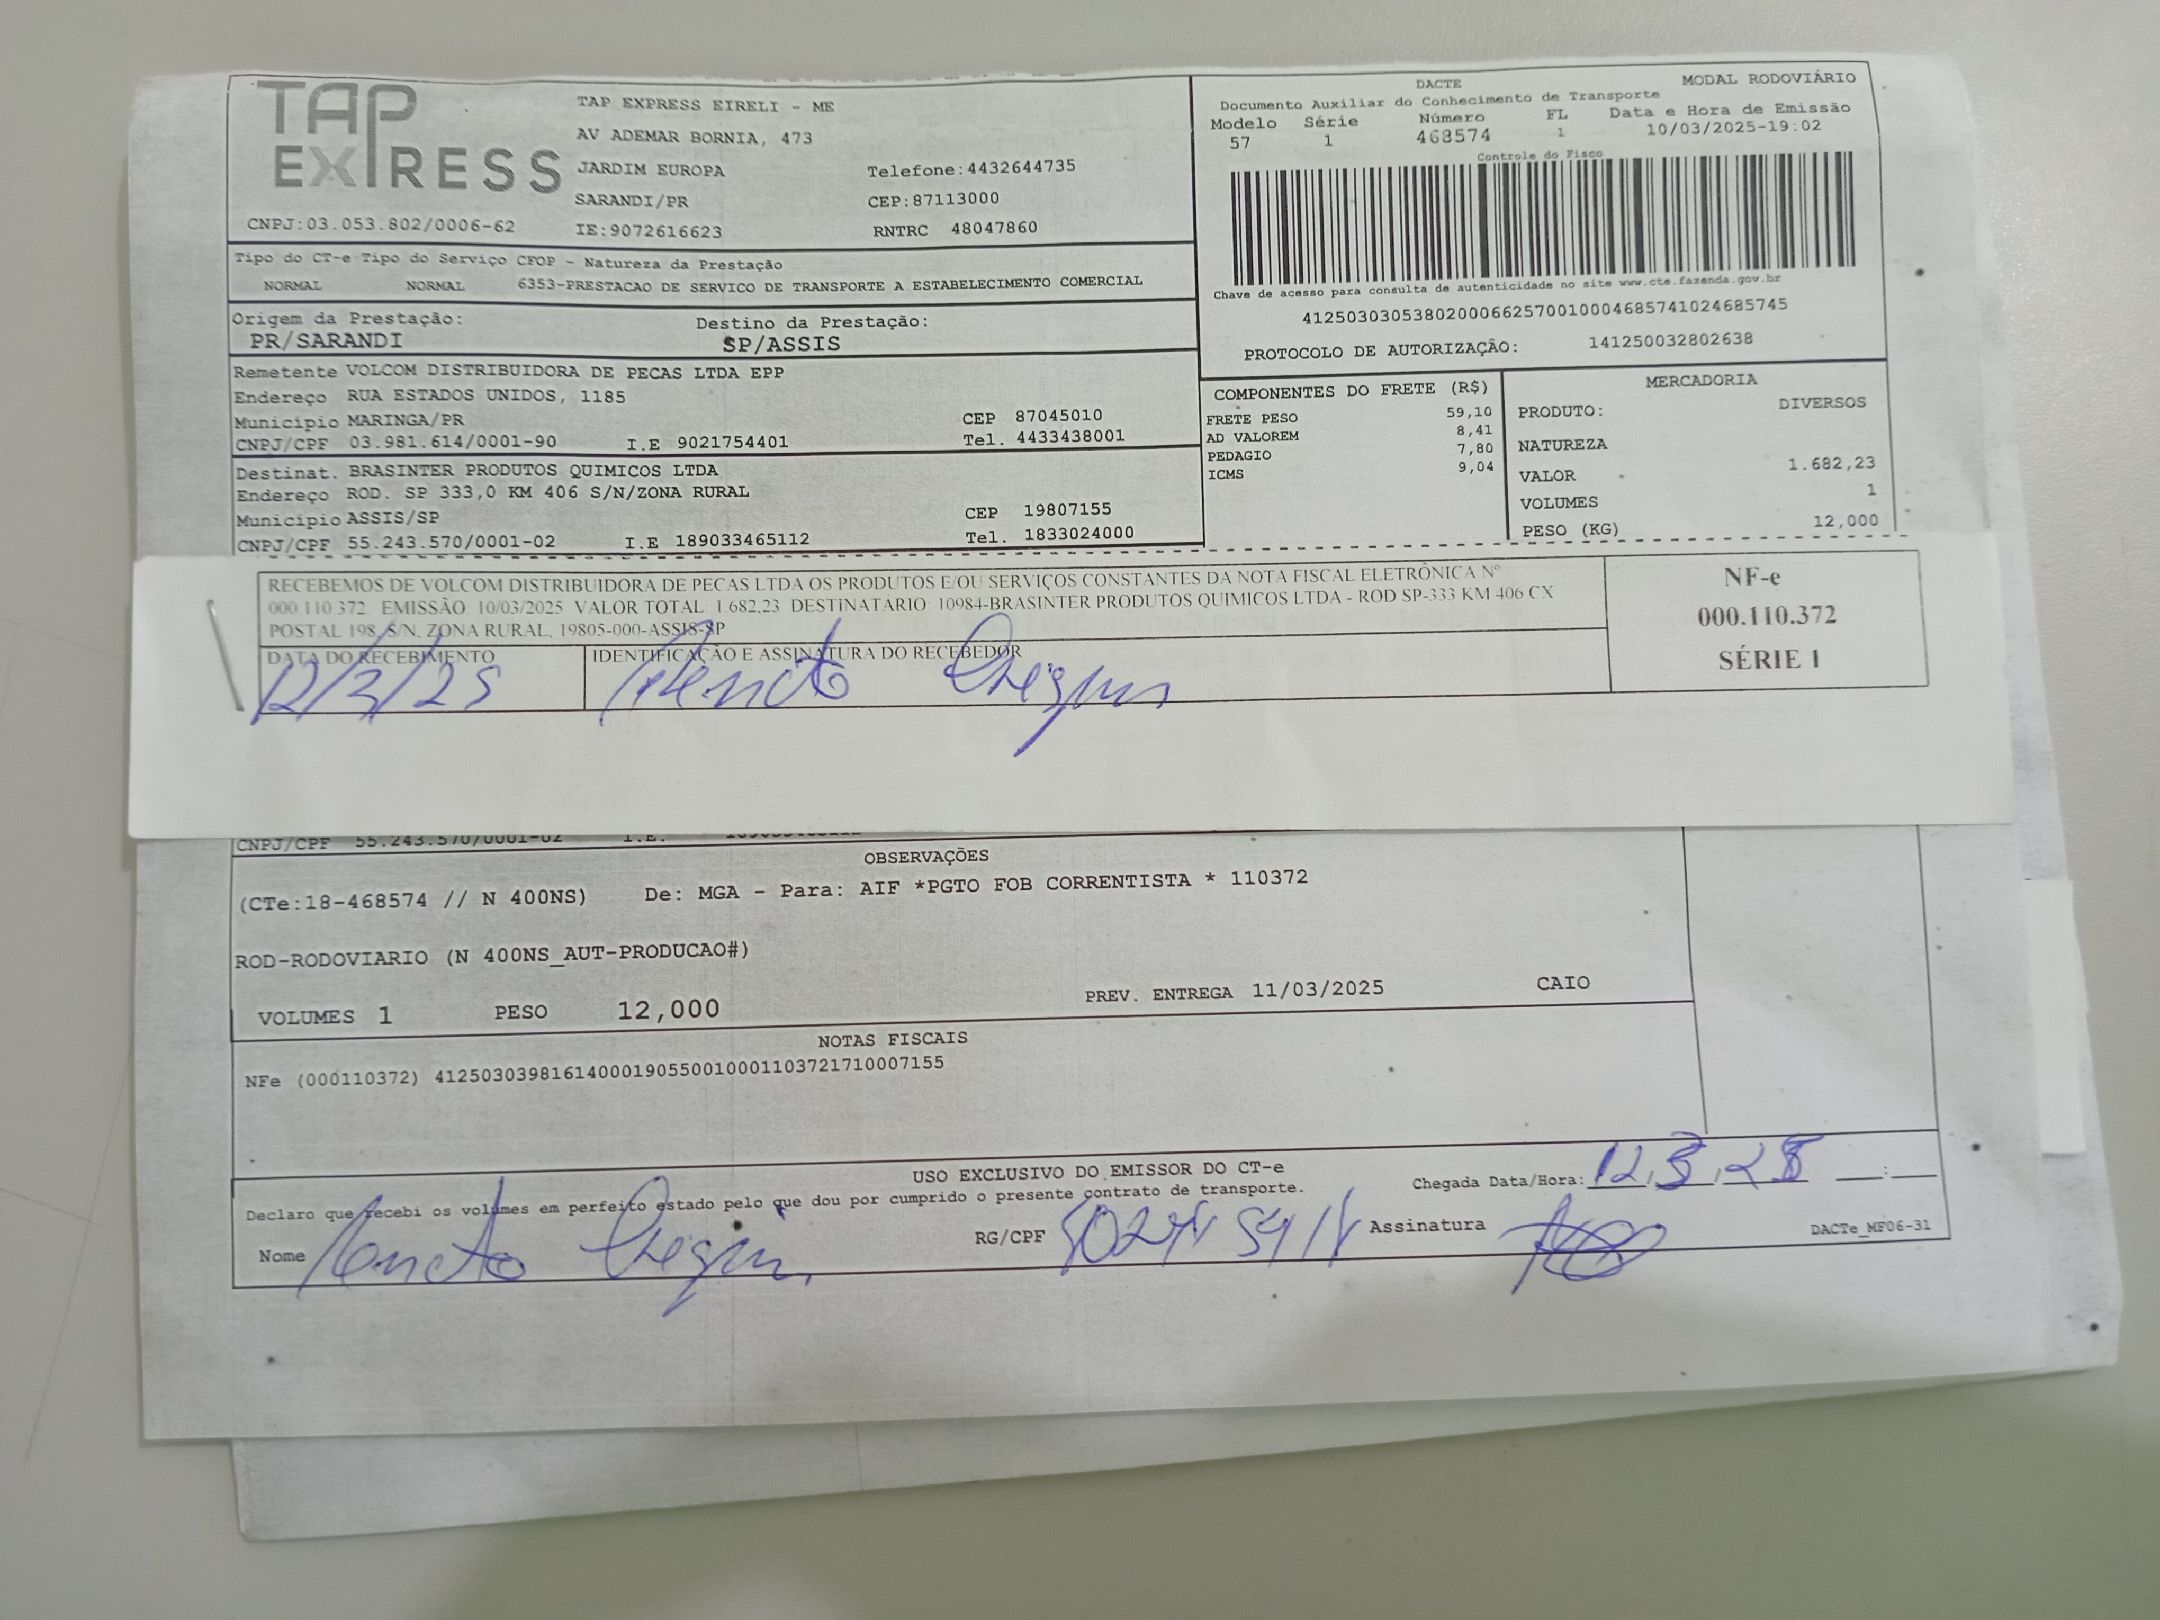 TAP
EXPRESS
TAP EXPRESS EIRELI - ME
AV ADEMAR BORNIA, 473
JARDIM EUROPA Telefone:4432644735
SARANDI/PR CEP:87113000
CNPJ:03.053.802/0006-62 IE:9072616623 RNTRC 48047860
DACTE MODAL RODOVIÁRIO
Documento Auxiliar do Conhecimento de Transporte
Modelo Série Número FL Data e Hora de Emissão
57 1 468574 1 10/03/2025-19:02
Controle do Fisco
Chave de acesso para consulta de autenticidade no site www.cte.fazenda.gov.br
41250303053802000662570010004685741024685745
PROTOCOLO DE AUTORIZAÇÃO: 141250032802638
Tipo do CT-e Tipo do Serviço CFOP - Natureza da Prestação
NORMAL NORMAL 6353-PRESTACAO DE SERVICO DE TRANSPORTE A ESTABELECIMENTO COMERCIAL
Origem da Prestação: Destino da Prestação:
PR/SARANDI SP/ASSIS
Remetente VOLCOM DISTRIBUIDORA DE PECAS LTDA EPP
Endereço RUA ESTADOS UNIDOS, 1185
Município MARINGA/PR CEP 87045010
CNPJ/CPF 03.981.614/0001-90 I.E 9021754401 Tel. 4433438001
Destinat. BRASINTER PRODUTOS QUIMICOS LTDA
Endereço ROD. SP 333,0 KM 406 S/N/ZONA RURAL
Município ASSIS/SP CEP 19807155
CNPJ/CPF 55.243.570/0001-02 I.E 189033465112 Tel. 1833024000
COMPONENTES DO FRETE (R$)
FRETE PESO 59,10
AD VALOREM 8,41
PEDAGIO 7,80
ICMS 9,04
MERCADORIA
PRODUTO: DIVERSOS
NATUREZA
VALOR 1.682,23
VOLUMES 1
PESO (KG) 12,000
RECEBEMOS DE VOLCOM DISTRIBUIDORA DE PECAS LTDA OS PRODUTOS E/OU SERVIÇOS CONSTANTES DA NOTA FISCAL ELETRÔNICA Nº
000.110.372 EMISSÃO: 10/03/2025 VALOR TOTAL: 1.682,23 DESTINATÁRIO: 10984-BRASINTER PRODUTOS QUIMICOS LTDA - ROD SP-333 KM 406 CX
POSTAL 198, S/N, ZONA RURAL, 19805-000-ASSIS-SP
DATA DO RECEBIMENTO IDENTIFICAÇÃO E ASSINATURA DO RECEBEDOR
12/3/25
NF-e
000.110.372
SÉRIE 1
CNPJ/CPF 55.243.570/0001-02 I.E.
OBSERVAÇÕES
(CTe:18-468574 // N 400NS) De: MGA - Para: AIF *PGTO FOB CORRENTISTA * 110372
ROD-RODOVIARIO (N 400NS_AUT-PRODUCAO#)
VOLUMES 1 PESO 12,000 PREV. ENTREGA 11/03/2025 CAIO
NOTAS FISCAIS
NFe (000110372) 41250303981614000190550010001103721710007155
USO EXCLUSIVO DO EMISSOR DO CT-e
Declaro que recebi os volumes em perfeito estado pelo que dou por cumprido o presente contrato de transporte.
Chegada Data/Hora: 12,3,25 :
Nome RG/CPF Assinatura DACTe_MF06-31